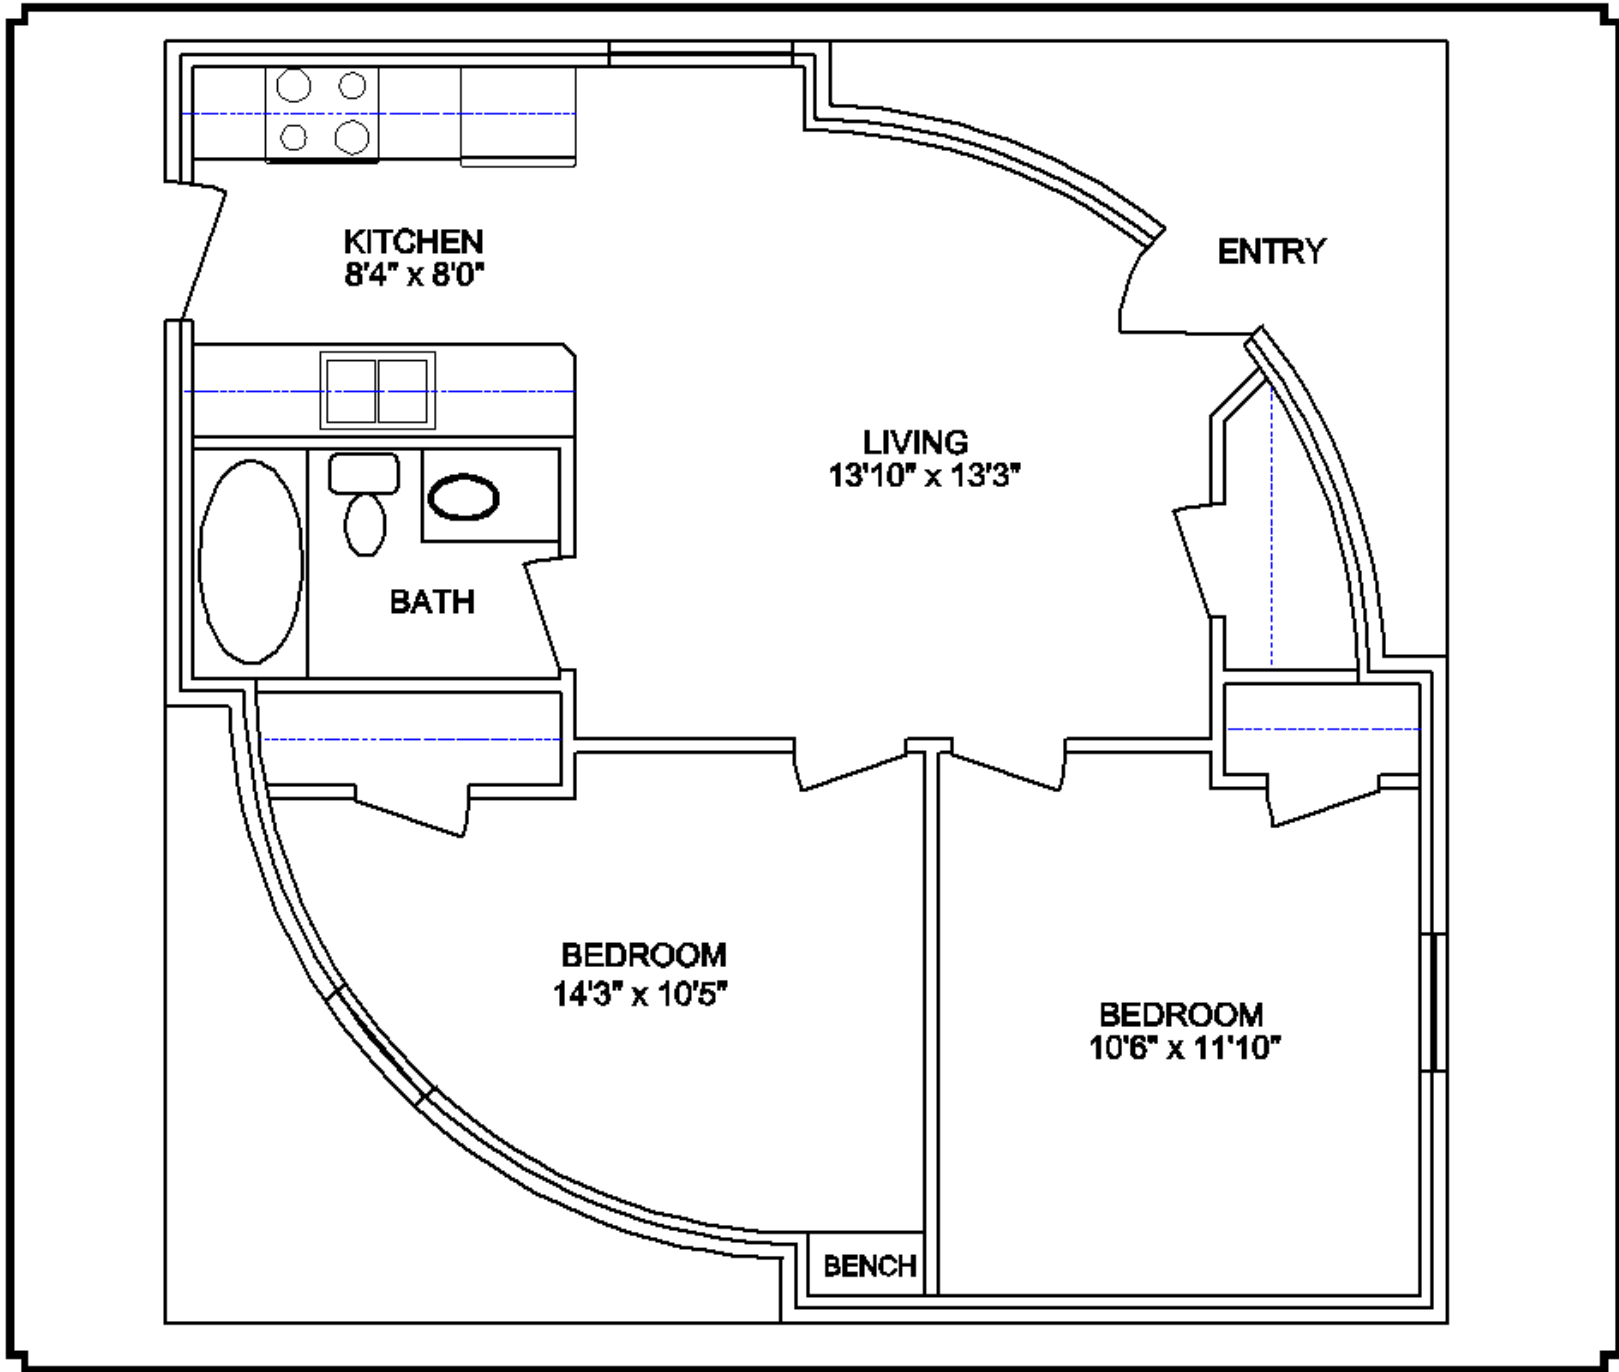 KITCHEN
8'4" x 8'0"
ENTRY
LIVING
13'10" x 13'3"
BATH
BEDROOM
14'3" x 10'5"
BEDROOM
10'6" x 11'10"
BENCH